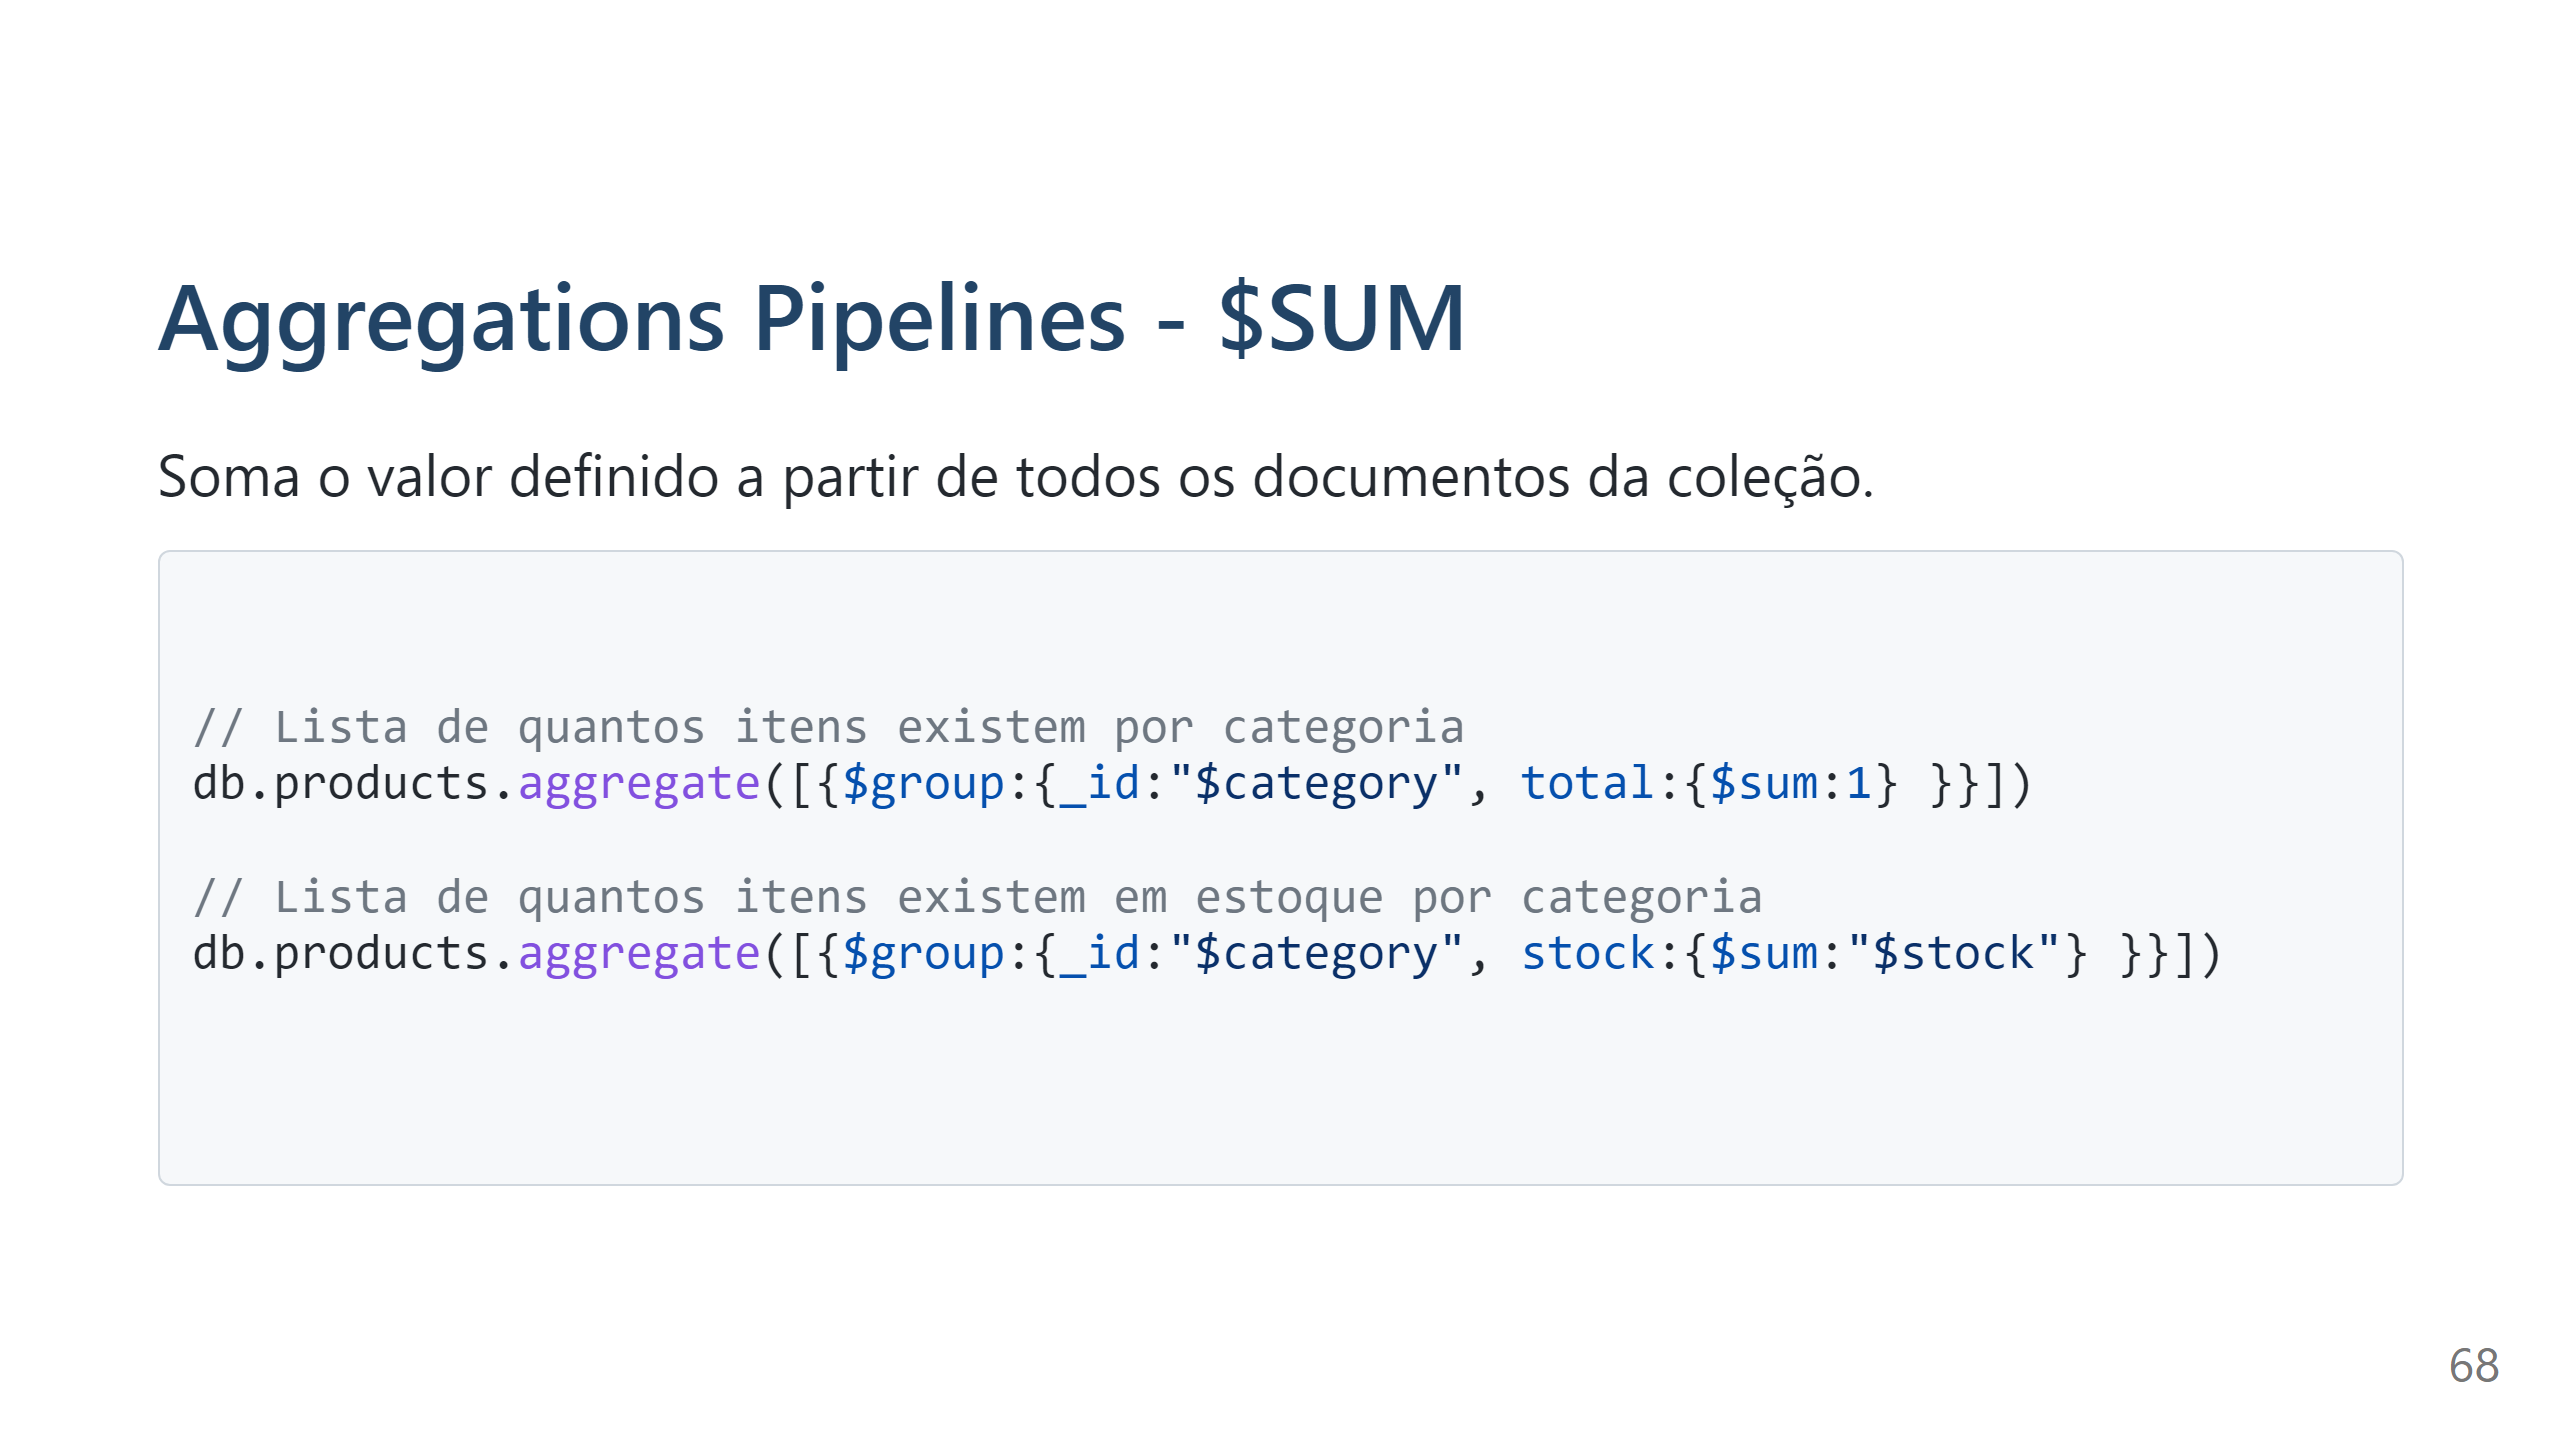 Aggregations Pipelines - $SUM
Soma o valor definido a partir de todos os documentos da coleção.
// Lista de quantos itens existem por categoria
db.products.aggregate([{$group:{_id:"$category", total:{$sum:1} }}])
// Lista de quantos itens existem em estoque por categoria
db.products.aggregate([{$group:{_id:"$category", stock:{$sum:"$stock"} }}])
68